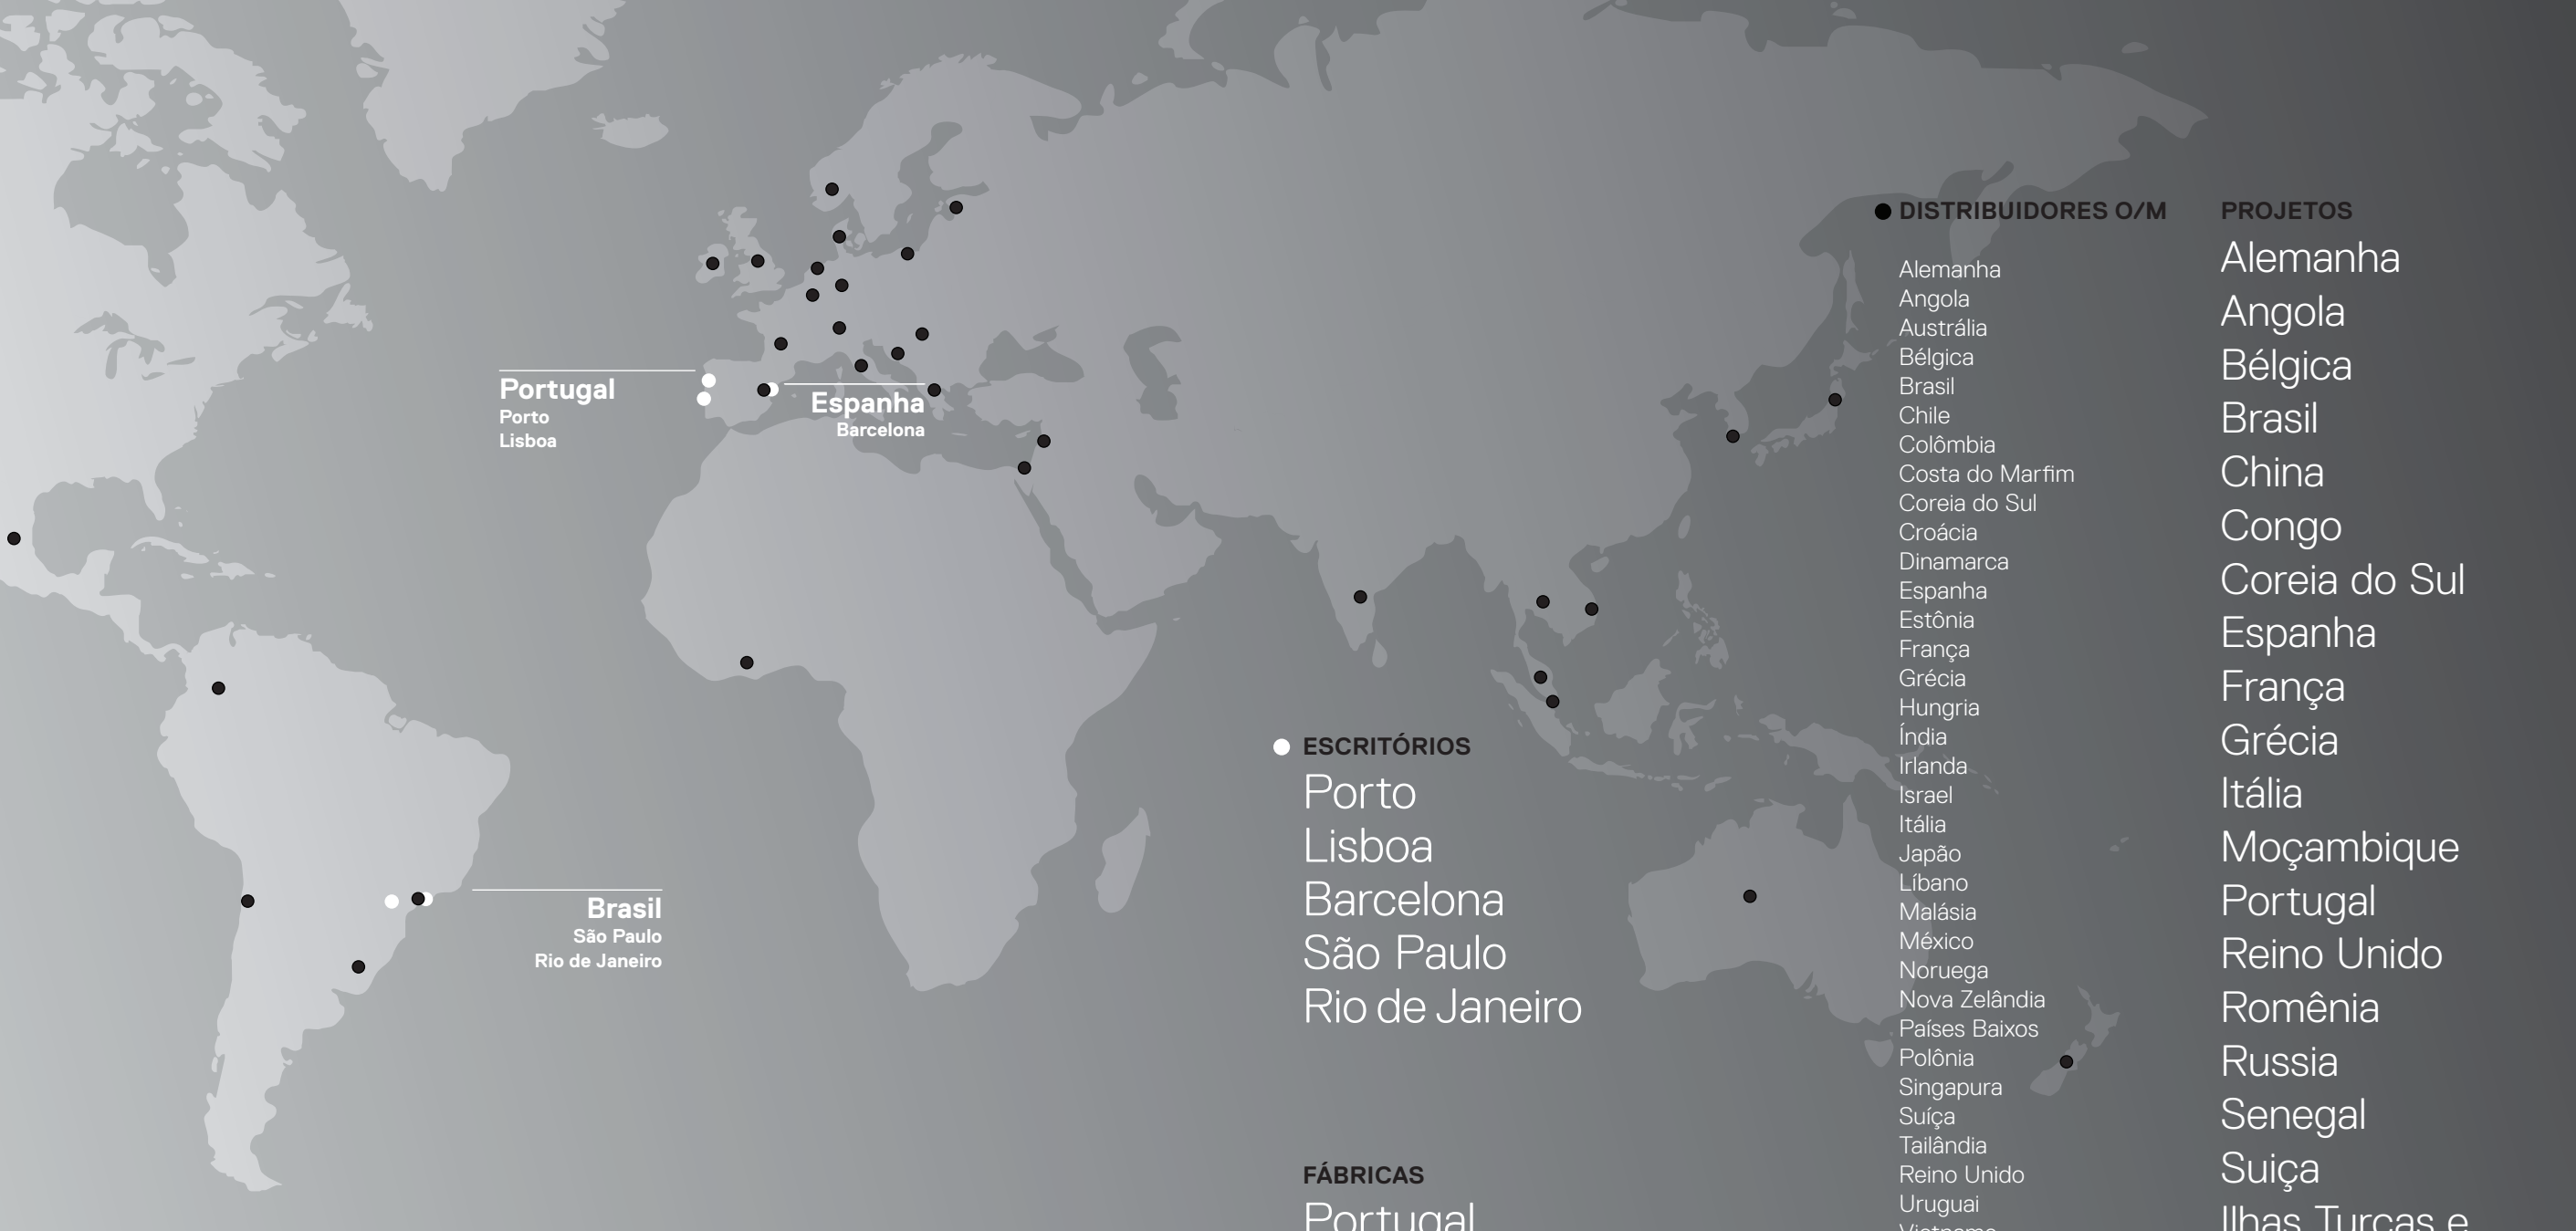 Portugal
Porto
Lisboa
Espanha
Barcelona
Brasil
São Paulo
Rio de Janeiro
ESCRITÓRIOS
Porto
Lisboa
Barcelona
São Paulo
Rio de Janeiro
FÁBRICAS
Portugal
DISTRIBUIDORES O/M
Alemanha
Angola
Austrália
Bélgica
Brasil
Chile
Colômbia
Costa do Marfim
Coreia do Sul
Croácia
Dinamarca
Espanha
Estônia
França
Grécia
Hungria
Índia
Irlanda
Israel
Itália
Japão
Líbano
Malásia
México
Noruega
Nova Zelândia
Países Baixos
Polônia
Singapura
Suíça
Tailândia
Reino Unido
Uruguai
PROJETOS
Alemanha
Angola
Bélgica
Brasil
China
Congo
Coreia do Sul
Espanha
França
Grécia
Itália
Moçambique
Portugal
Reino Unido
Romênia
Russia
Senegal
Suiça
Ilhas Turcas e